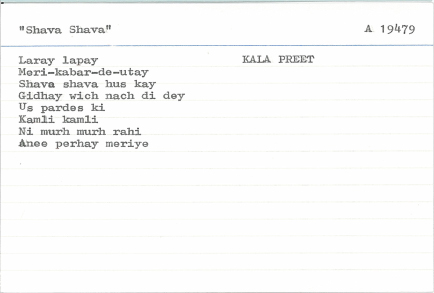 "Shava Shava" A 19479
Laray lapay KALA PREET
Meri-kabar-de-utay
Shava shava hus kay
Gidhay wich nach di dey
Us pardes ki
Kamli kamli
Ni murh murh rahi
Anee perhay meriye